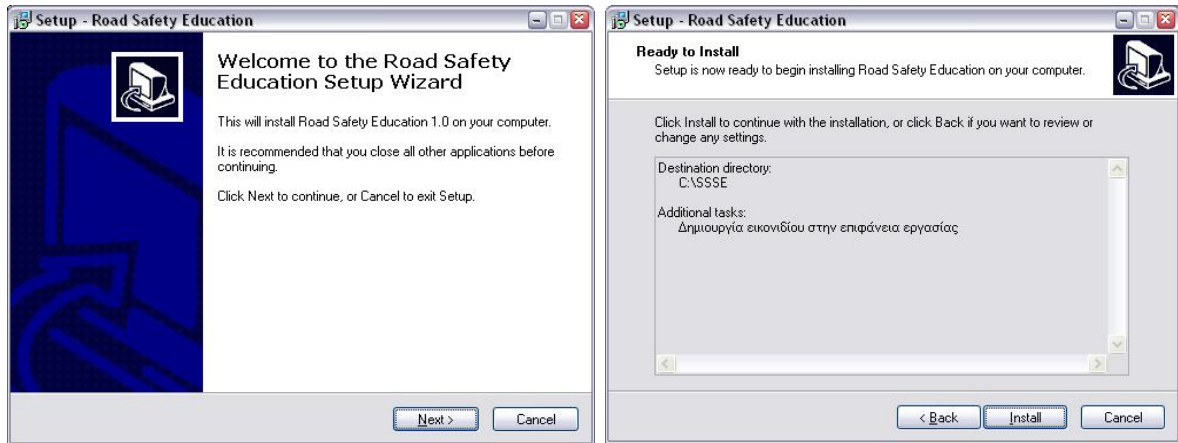 Setup - Road Safety Education
Welcome to the Road Safety
Education Setup Wizard
This will install Road Safety Education 1.0 on your computer.
It is recommended that you close all other applications before
continuing.
Click Next to continue, or Cancel to exit Setup.
Next >
Cancel
Setup - Road Safety Education
Ready to Install
Setup is now ready to begin installing Road Safety Education on your computer.
Click Install to continue with the installation, or click Back if you want to review or
change any settings.
Destination directory:
C:\SSSE
Additional tasks:
Δημιουργία εικονιδίου στην επιφάνεια εργασίας
< Back
Install
Cancel